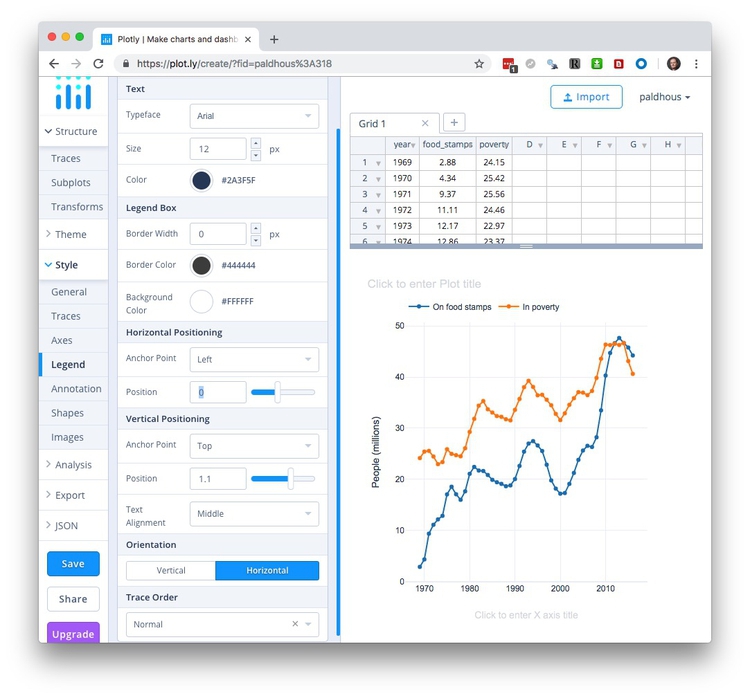 Plotly | Make charts and dashb
https://plot.ly/create/?fid=paldhous%3A318
1
Structure
Traces
Subplots
Transforms
Theme
Style
General
Traces
Axes
Legend
Annotation
Shapes
Images
Analysis
Export
JSON
Save
Share
Upgrade
Text
Typeface Arial
Size 12 px
Color #2A3F5F
Legend Box
Border Width 0 px
Border Color #444444
Background
Color #FFFFFF
Horizontal Positioning
Anchor Point Left
Position 0
Vertical Positioning
Anchor Point Top
Position 1.1
Text
Alignment Middle
Orientation
Vertical Horizontal
Trace Order
Normal
Import paldhous
Grid 1
year food_stamps poverty D E F G H
1 1969 2.88 24.15
2 1970 4.34 25.42
3 1971 9.37 25.56
4 1972 11.11 24.46
5 1973 12.17 22.97
6 1974 12.86 23.37
Click to enter Plot title
On food stamps In poverty
People (millions)
50
40
30
20
10
0
1970 1980 1990 2000 2010
Click to enter X axis title